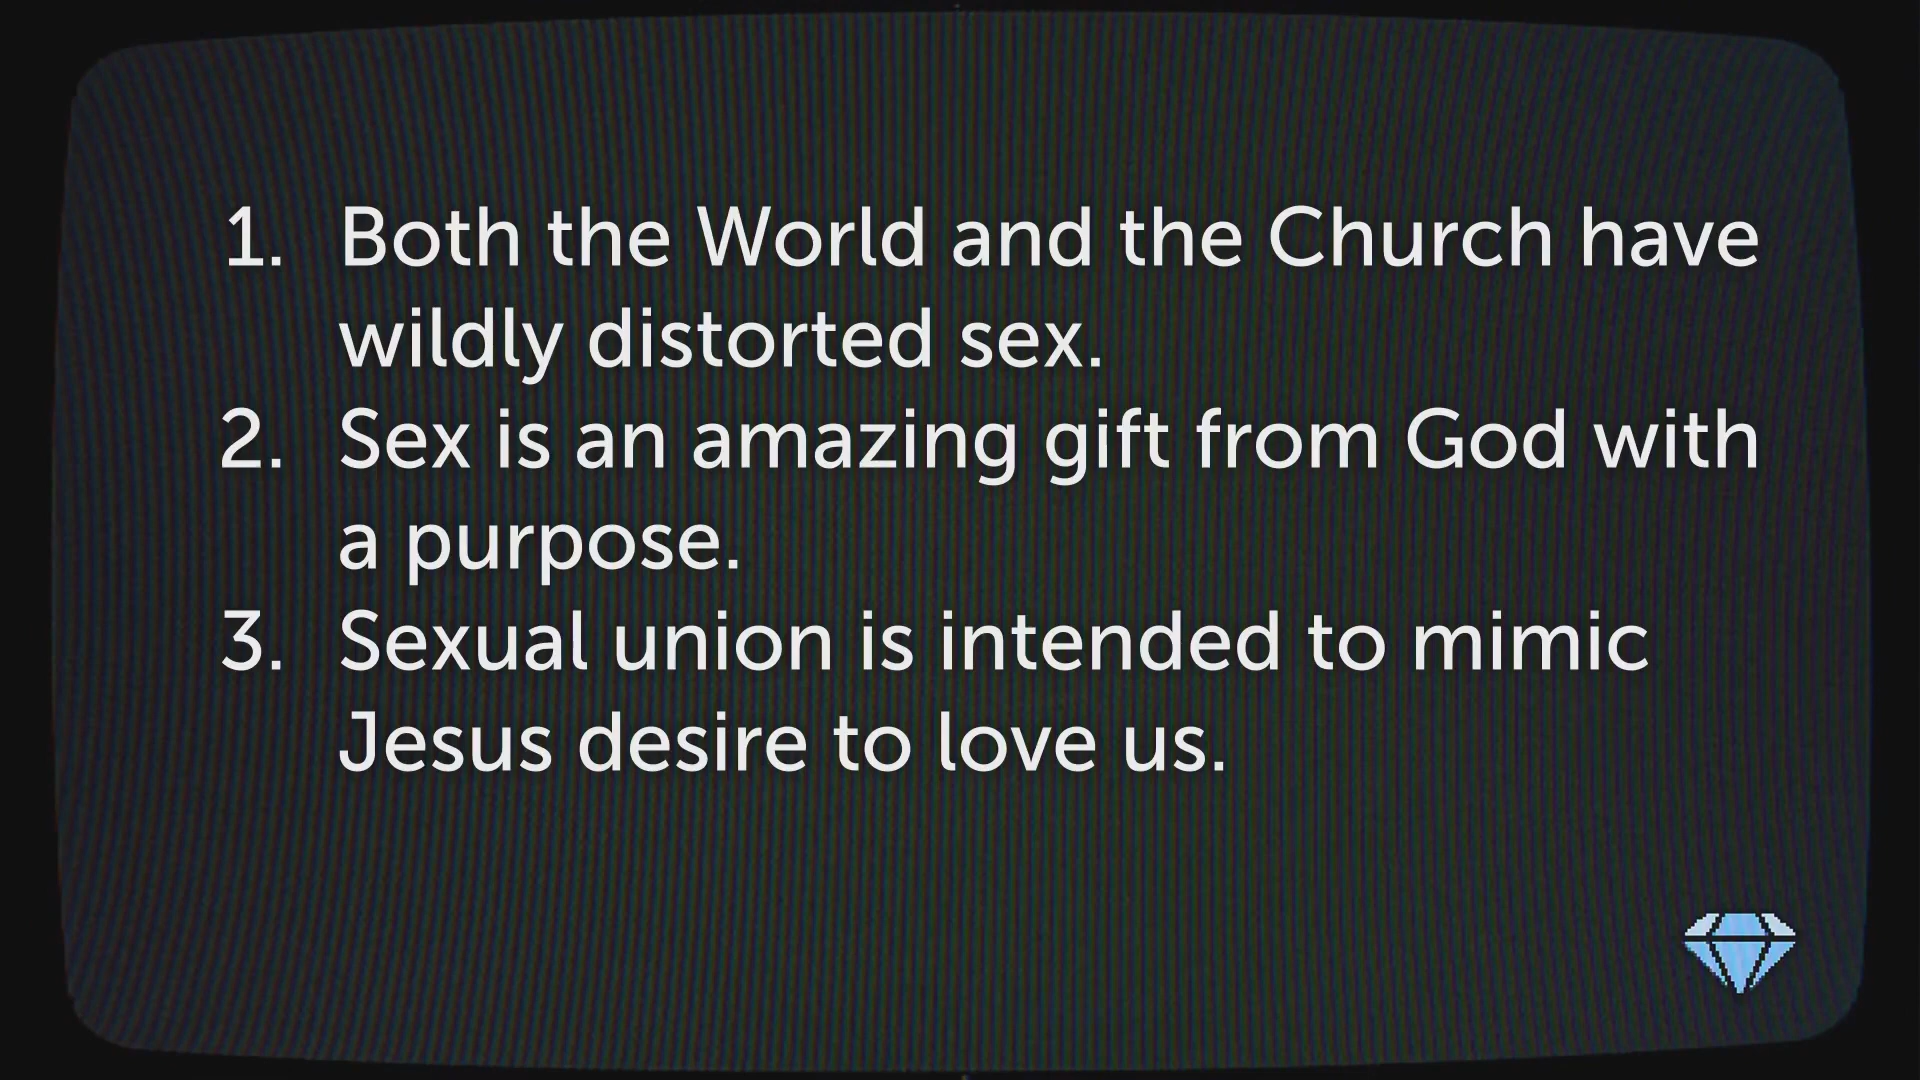 1. Both the World and the Church have
wildly distorted sex.
2. Sex is an amazing gift from God with
a purpose.
3. Sexual union is intended to mimic
Jesus desire to love us.